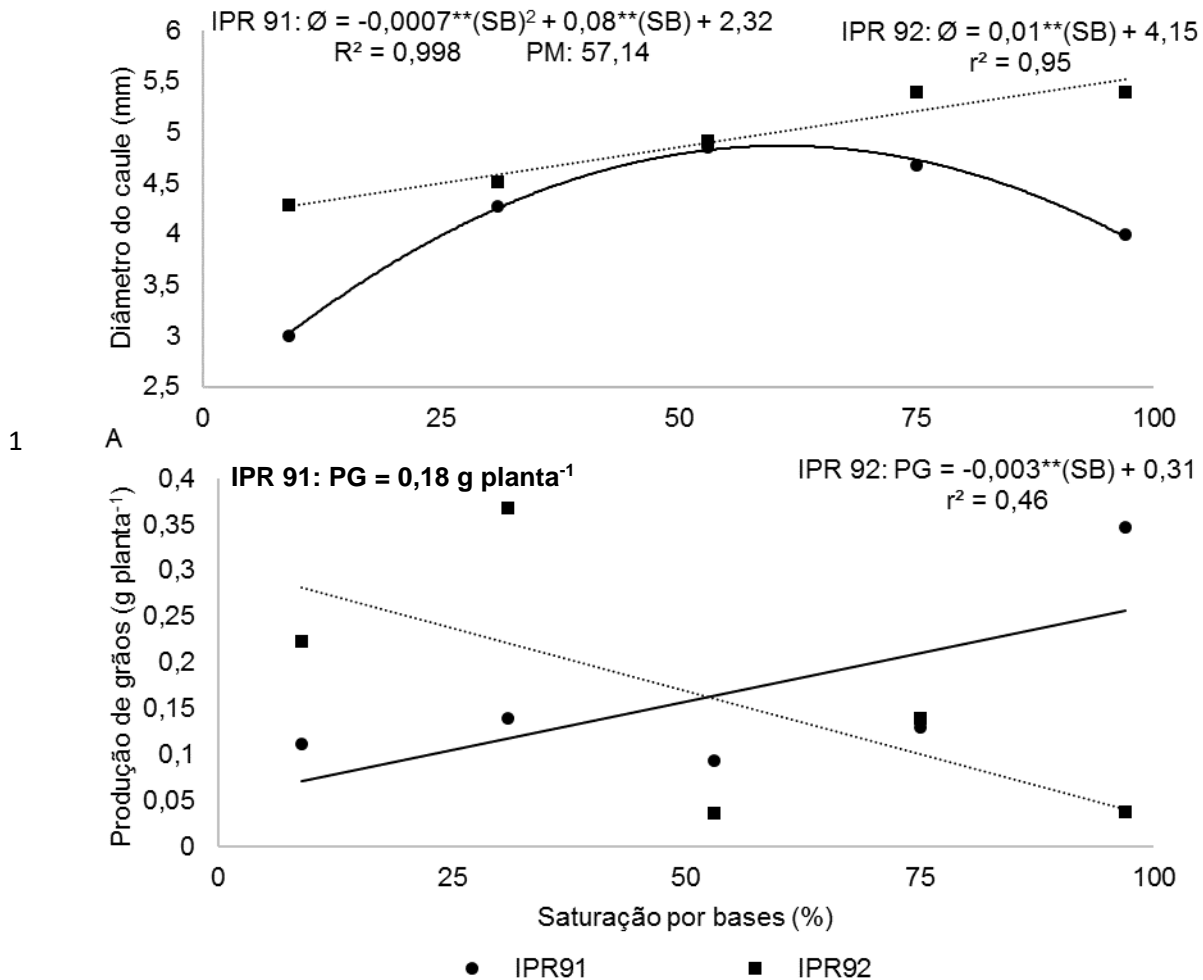 IPR 91: Ø = -0,0007**(SB)² + 0,08**(SB) + 2,32
R² = 0,998 PM: 57,14
IPR 92: Ø = 0,01**(SB) + 4,15
r² = 0,95
Diâmetro do caule (mm)
6
5,5
5
4,5
4
3,5
3
2,5
0 25 50 75 100
1 A
IPR 91: PG = 0,18 g planta⁻¹
IPR 92: PG = -0,003**(SB) + 0,31
r² = 0,46
Produção de grãos (g planta⁻¹)
0,4
0,35
0,3
0,25
0,2
0,15
0,1
0,05
0
0 25 50 75 100
Saturação por bases (%)
IPR91 IPR92